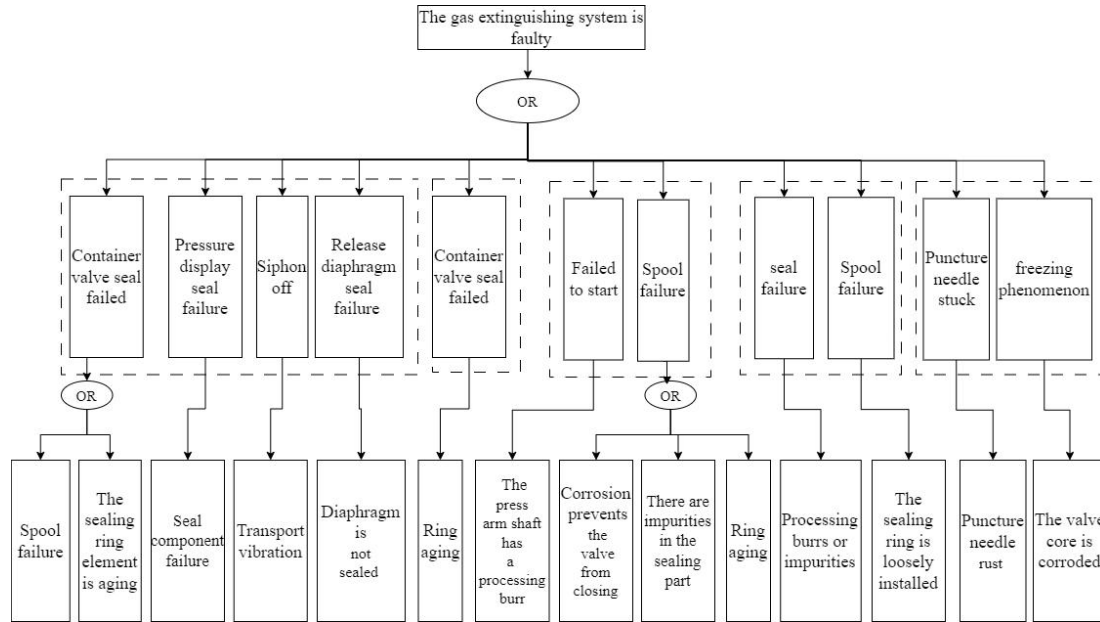 The gas extinguishing system is
faulty
OR
Container
valve seal
failed
Pressure
display
seal
failure
Siphon
off
Release
diaphragm
seal
failure
Container
valve seal
failed
Failed
to start
Spool
failure
seal
failure
Spool
failure
Puncture
needle
stuck
freezing
phenomenon
OR
OR
Spool
failure
The
sealing
ring
element
is aging
Seal
component
failure
Transport
vibration
Diaphragm
is
not
sealed
Ring
aging
The
press
arm shaft
has
a
processing
burr
Corrosion
prevents
the
valve
from
closing
There are
impurities
in the
sealing
part
Ring
aging
Processing
burrs or
impurities
The
sealing
ring is
loosely
installed
Puncture
needle
rust
The valve
core is
corroded